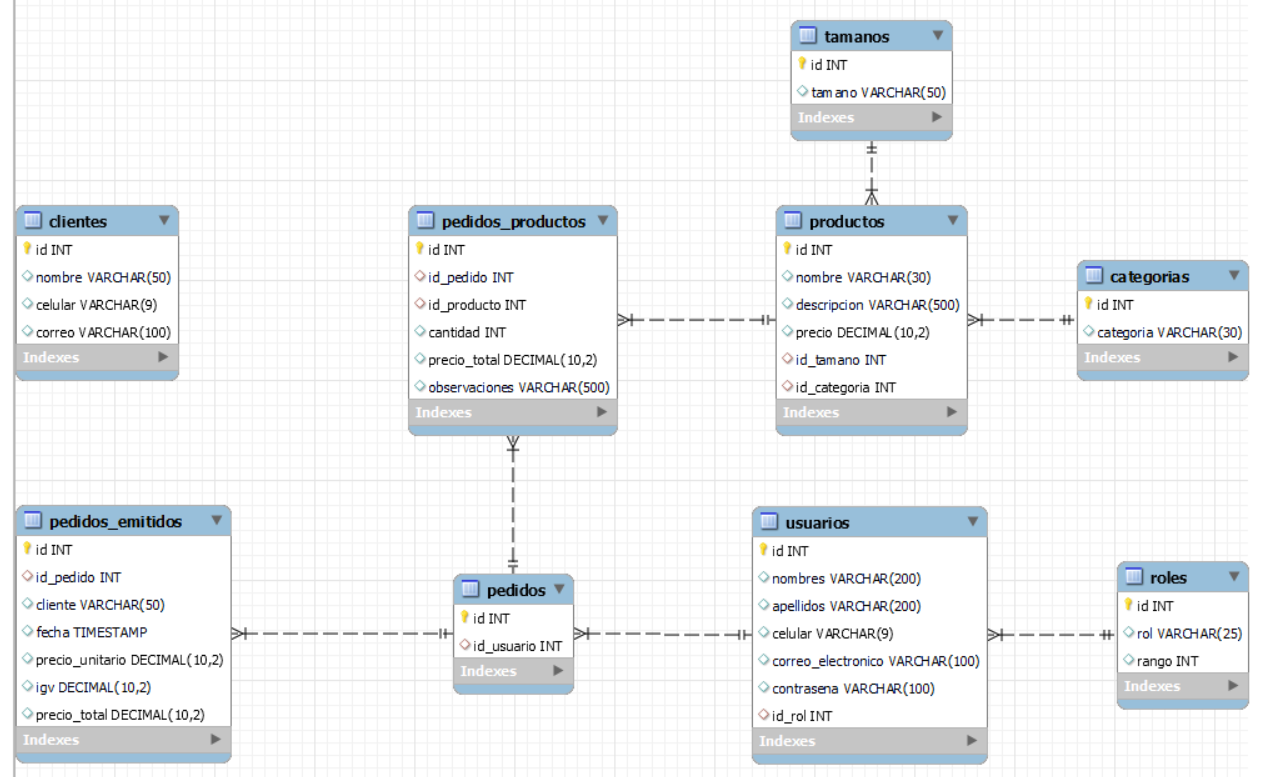 tamanos
id INT
tamano VARCHAR(50)
Indexes
clientes
id INT
nombre VARCHAR(50)
celular VARCHAR(9)
correo VARCHAR(100)
Indexes
pedidos_productos
id INT
id_pedido INT
id_producto INT
cantidad INT
precio_total DECIMAL(10,2)
observaciones VARCHAR(500)
Indexes
productos
id INT
nombre VARCHAR(30)
descripcion VARCHAR(500)
precio DECIMAL(10,2)
id_tamano INT
id_categoria INT
Indexes
categorias
id INT
categoria VARCHAR(30)
Indexes
pedidos_emitidos
id INT
id_pedido INT
cliente VARCHAR(50)
fecha TIMESTAMP
precio_unitario DECIMAL(10,2)
igv DECIMAL(10,2)
precio_total DECIMAL(10,2)
Indexes
pedidos
id INT
id_usuario INT
Indexes
usuarios
id INT
nombres VARCHAR(200)
apellidos VARCHAR(200)
celular VARCHAR(9)
correo_electronico VARCHAR(100)
contrasena VARCHAR(100)
id_rol INT
Indexes
roles
id INT
rol VARCHAR(25)
rango INT
Indexes